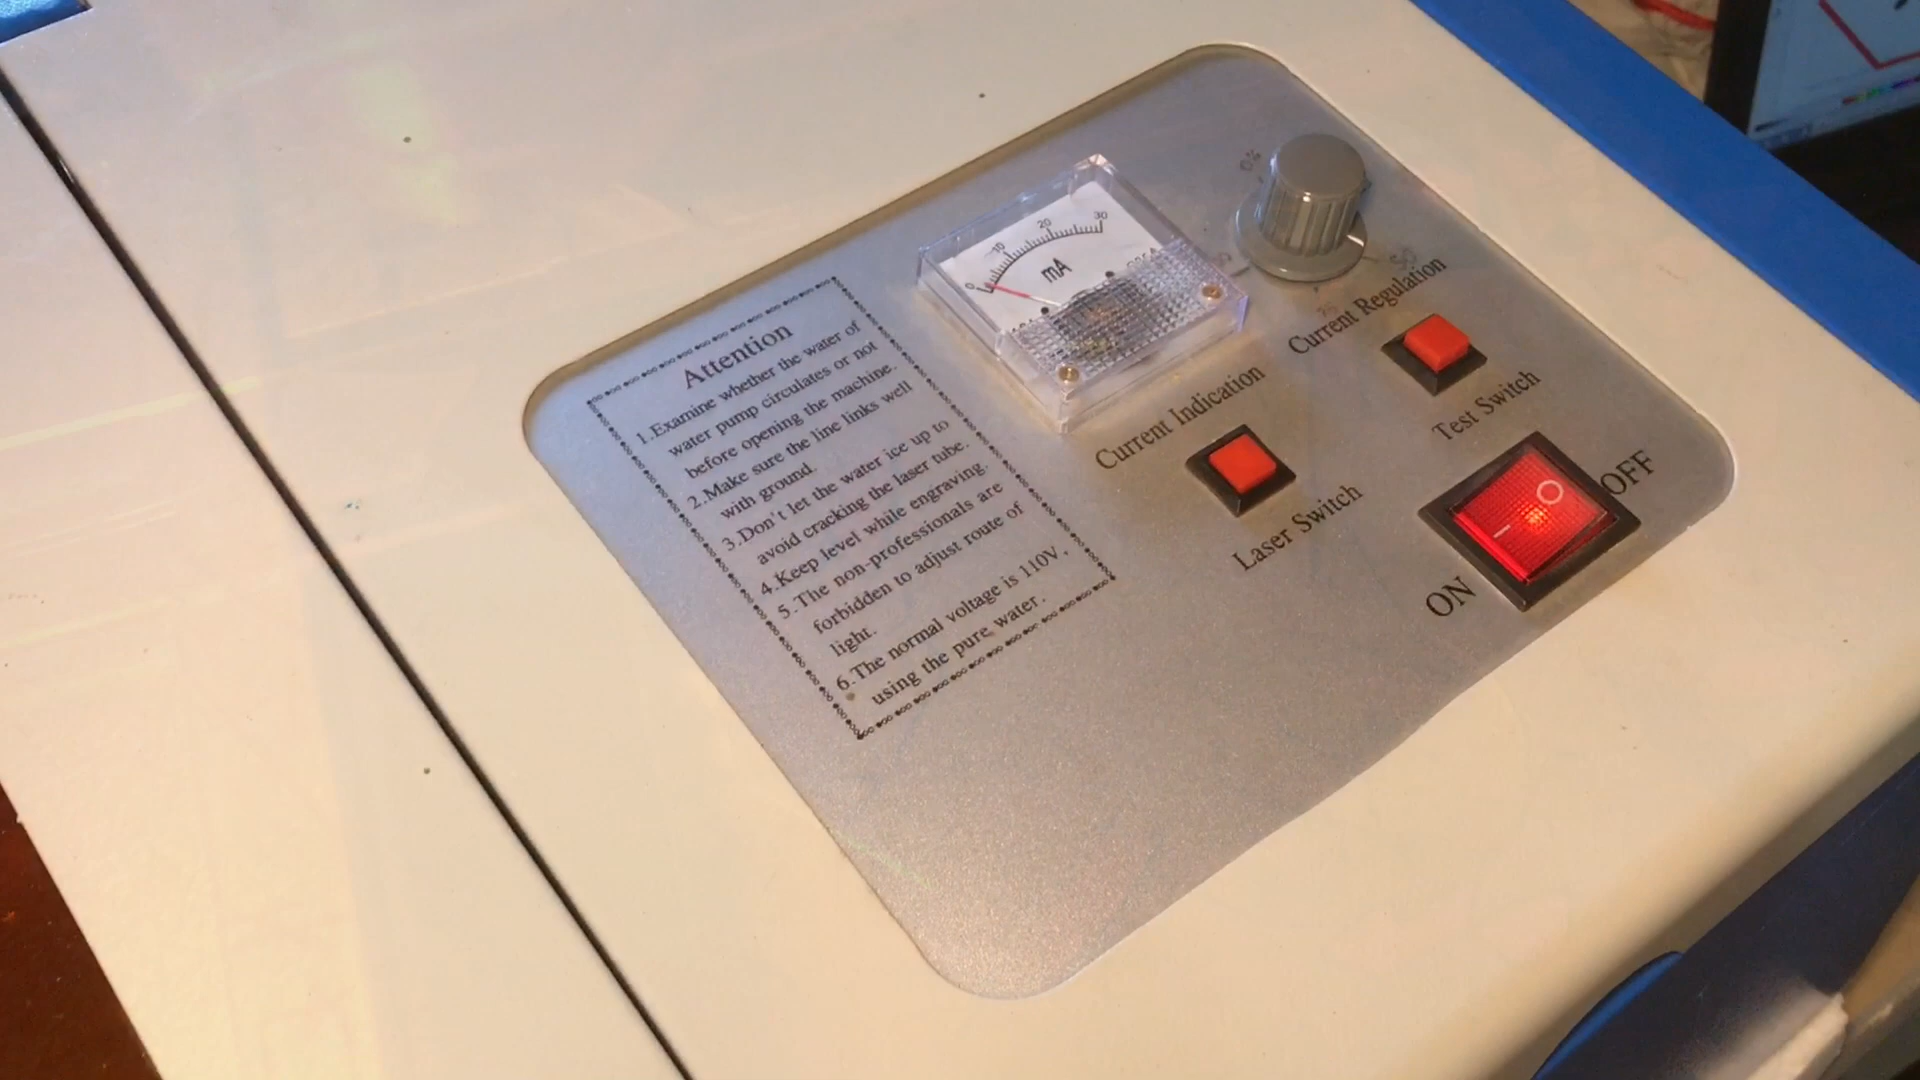 Attention
1.Examine whether the water of
water pump circulates or not
before opening the machine.
2.Make sure the line links well
with ground.
3.Don't let the water ice up to
avoid cracking the laser tube.
4.Keep level while engraving.
5.The non-professionals are
forbidden to adjust route of
light.
6.The normal voltage is 110V,
using the pure water.
0 10 20 30
mA
Current Indication
Current Regulation
Laser Switch
Test Switch
ON
OFF